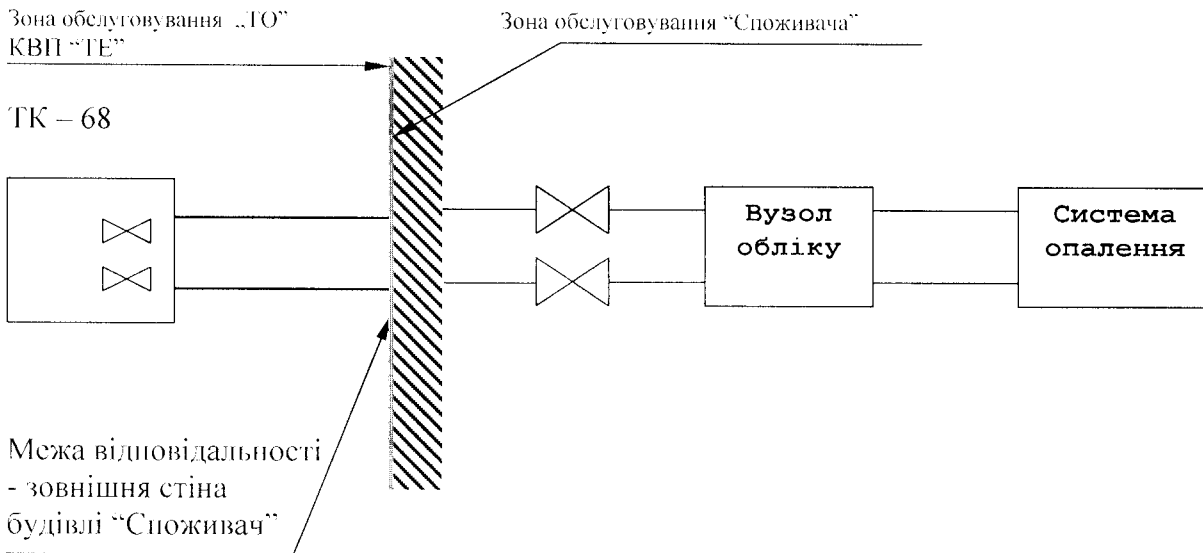 Зона обслуговування „ТО”
КВП “ТЕ”
Зона обслуговування “Споживача”
ТК – 68
Вузол
обліку
Система
опалення
Межа відповідальності
- зовнішня стіна
будівлі “Споживач”